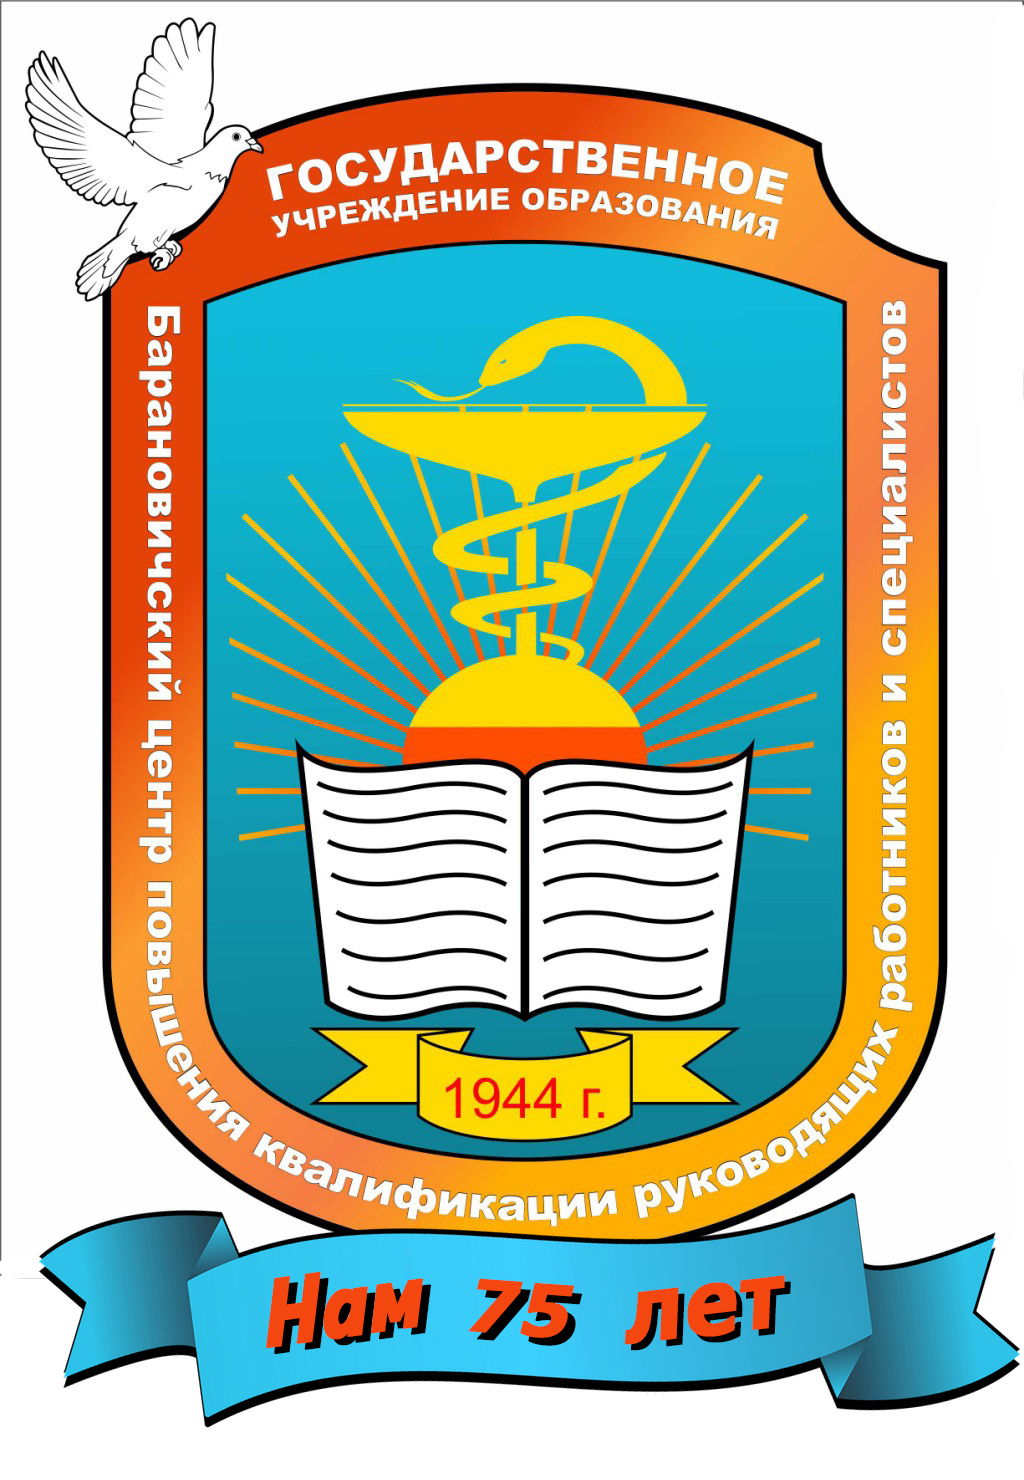 ГОСУДАРСТВЕННОЕ
УЧРЕЖДЕНИЕ ОБРАЗОВАНИЯ
Барановичский центр повышения квалификации руководящих работников и специалистов
1944 г.
Нам 75 лет